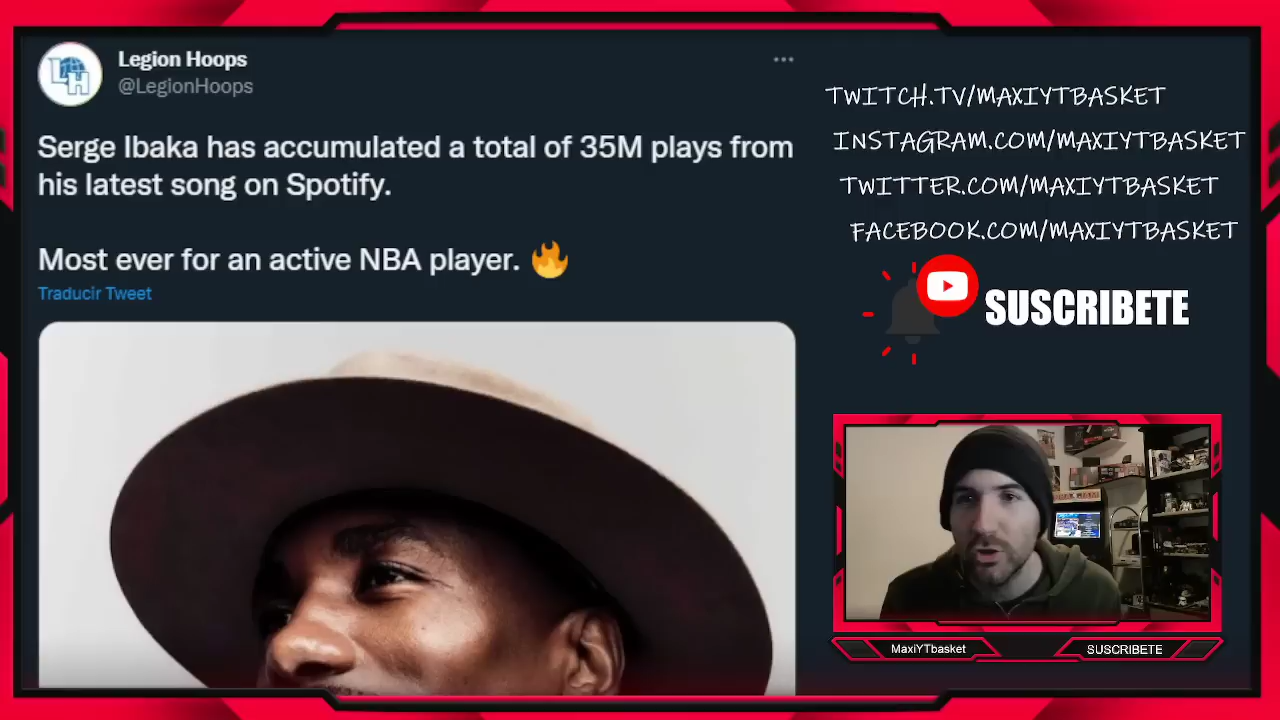 Legion Hoops
@LegionHoops
Serge Ibaka has accumulated a total of 35M plays from
his latest song on Spotify.
Most ever for an active NBA player. 🔥
Traducir Tweet
TWITCH.TV/MAXIYTBASKET
INSTAGRAM.COM/MAXIYTBASKET
TWITTER.COM/MAXIYTBASKET
FACEBOOK.COM/MAXIYTBASKET
SUSCRIBETE
MaxiYTbasket
SUSCRIBETE